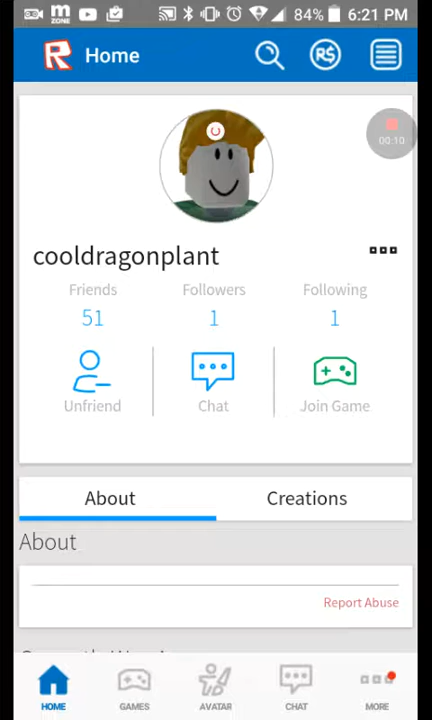 m
ZONE
84%
6:21 PM
R
Home
R$
00:10
cooldragonplant
Friends
Followers
Following
51
1
1
Unfriend
Chat
Join Game
About
Creations
About
Report Abuse
HOME
GAMES
AVATAR
CHAT
MORE